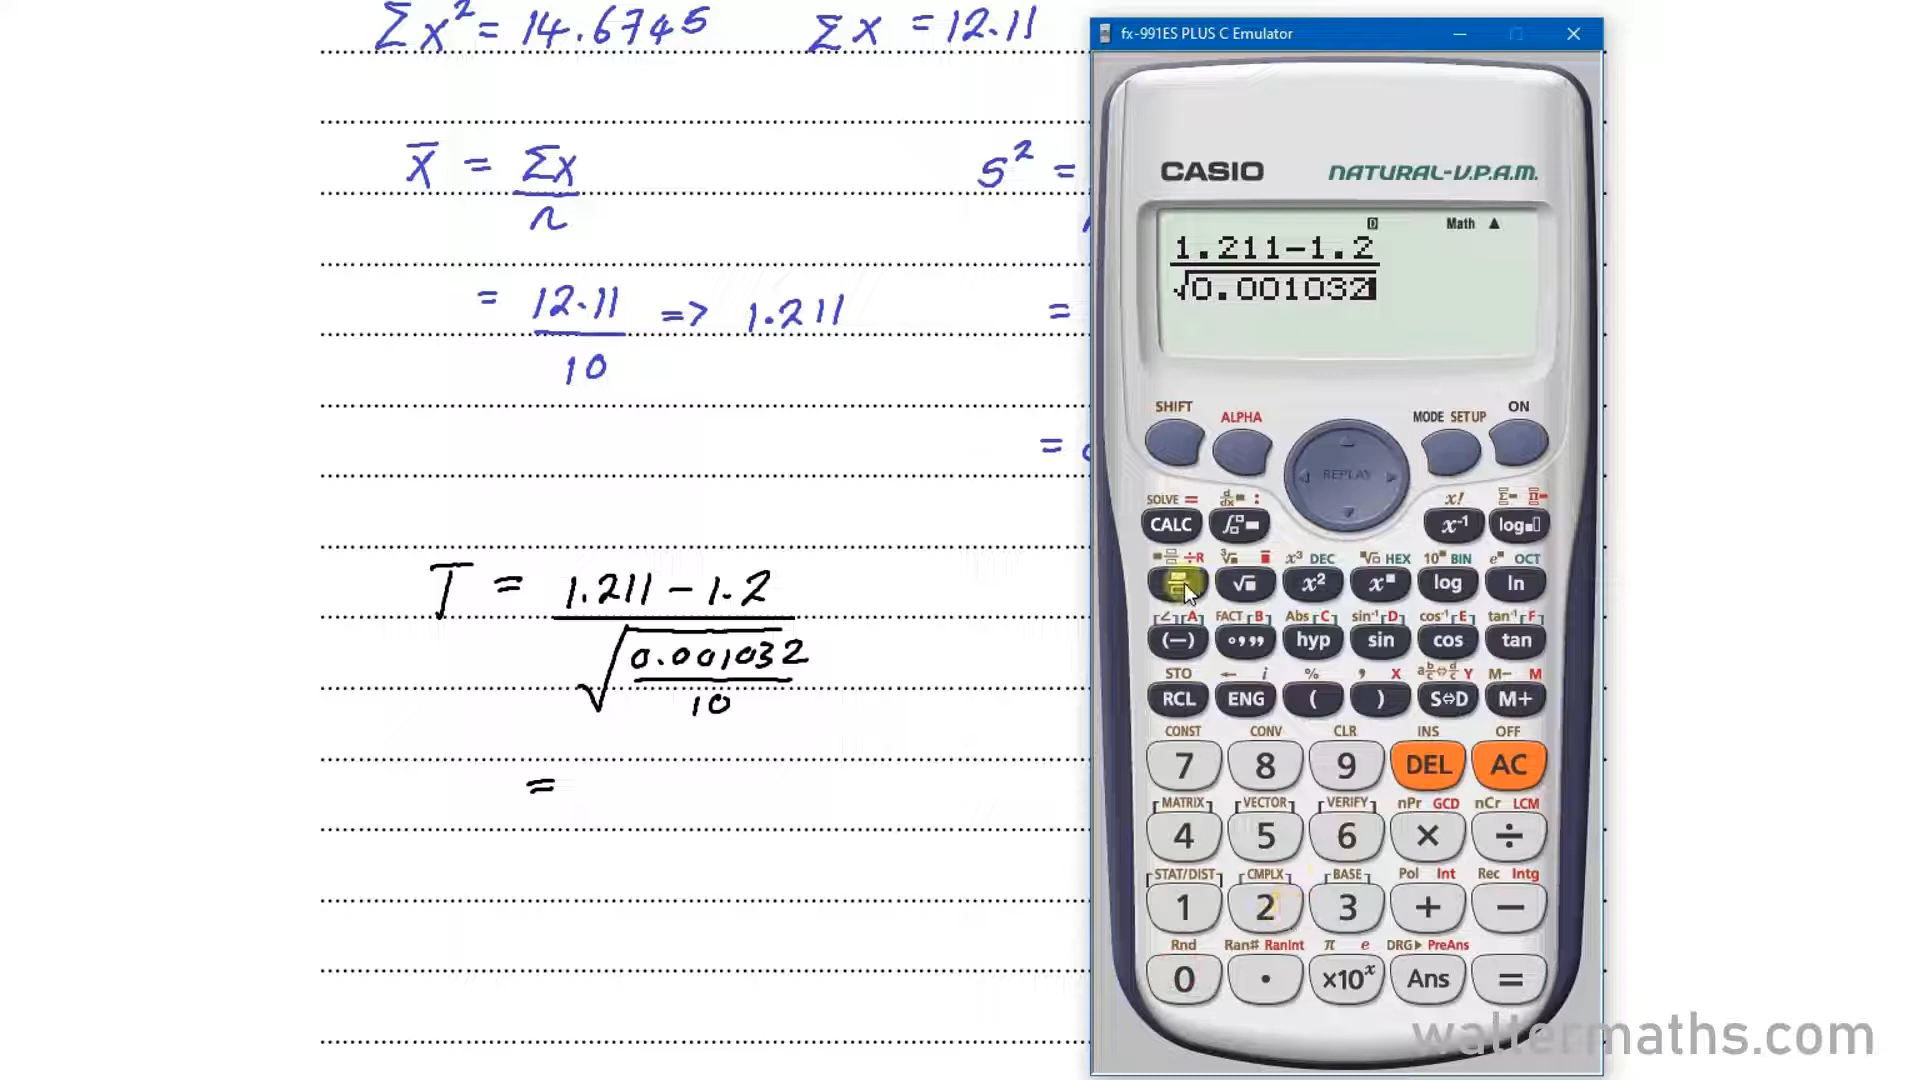 Σx² = 14.6745 Σx = 12.11
x̄ = Σx / n
S² =
= 12.11 / 10 => 1.211
=
=
T = 1.211 - 1.2 / √(0.001032 / 10)
=
fx-991ES PLUS C Emulator
CASIO NATURAL-V.P.A.M.
D Math ▲
1.211-1.2
√0.001032
SHIFT ALPHA MODE SETUP ON
REPLAY
SOLVE = d/dx : x! Σ Π
CALC ∫ x⁻¹ log
÷R ³√ x³ DEC √ HEX 10 BIN e OCT
√ x² x log ln
∠ A FACT B Abs C sin⁻¹ D cos⁻¹ E tan⁻¹ F
(−) °,,, hyp sin cos tan
STO ← i % , X a b/c⇔d/c Y M− M
RCL ENG ( ) S⇔D M+
CONST CONV CLR INS OFF
7 8 9 DEL AC
MATRIX VECTOR VERIFY nPr GCD nCr LCM
4 5 6 × ÷
STAT/DIST CMPLX BASE Pol Int Rec Intg
1 2 3 + −
Rnd Ran# RanInt π e DRG▶ PreAns
0 . ×10ˣ Ans =
waltermaths.com